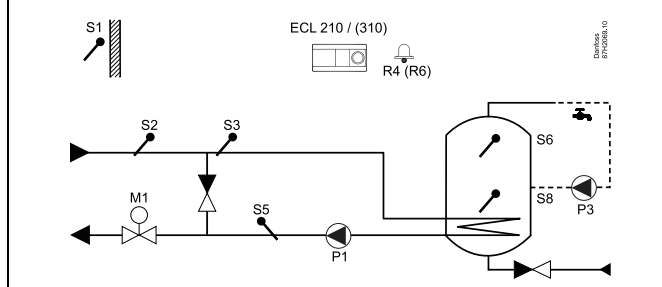 S1
ECL 210 / (310)
R4 (R6)
Danfoss
87H2069.10
S2
S3
S6
M1
S5
S8
P1
P3